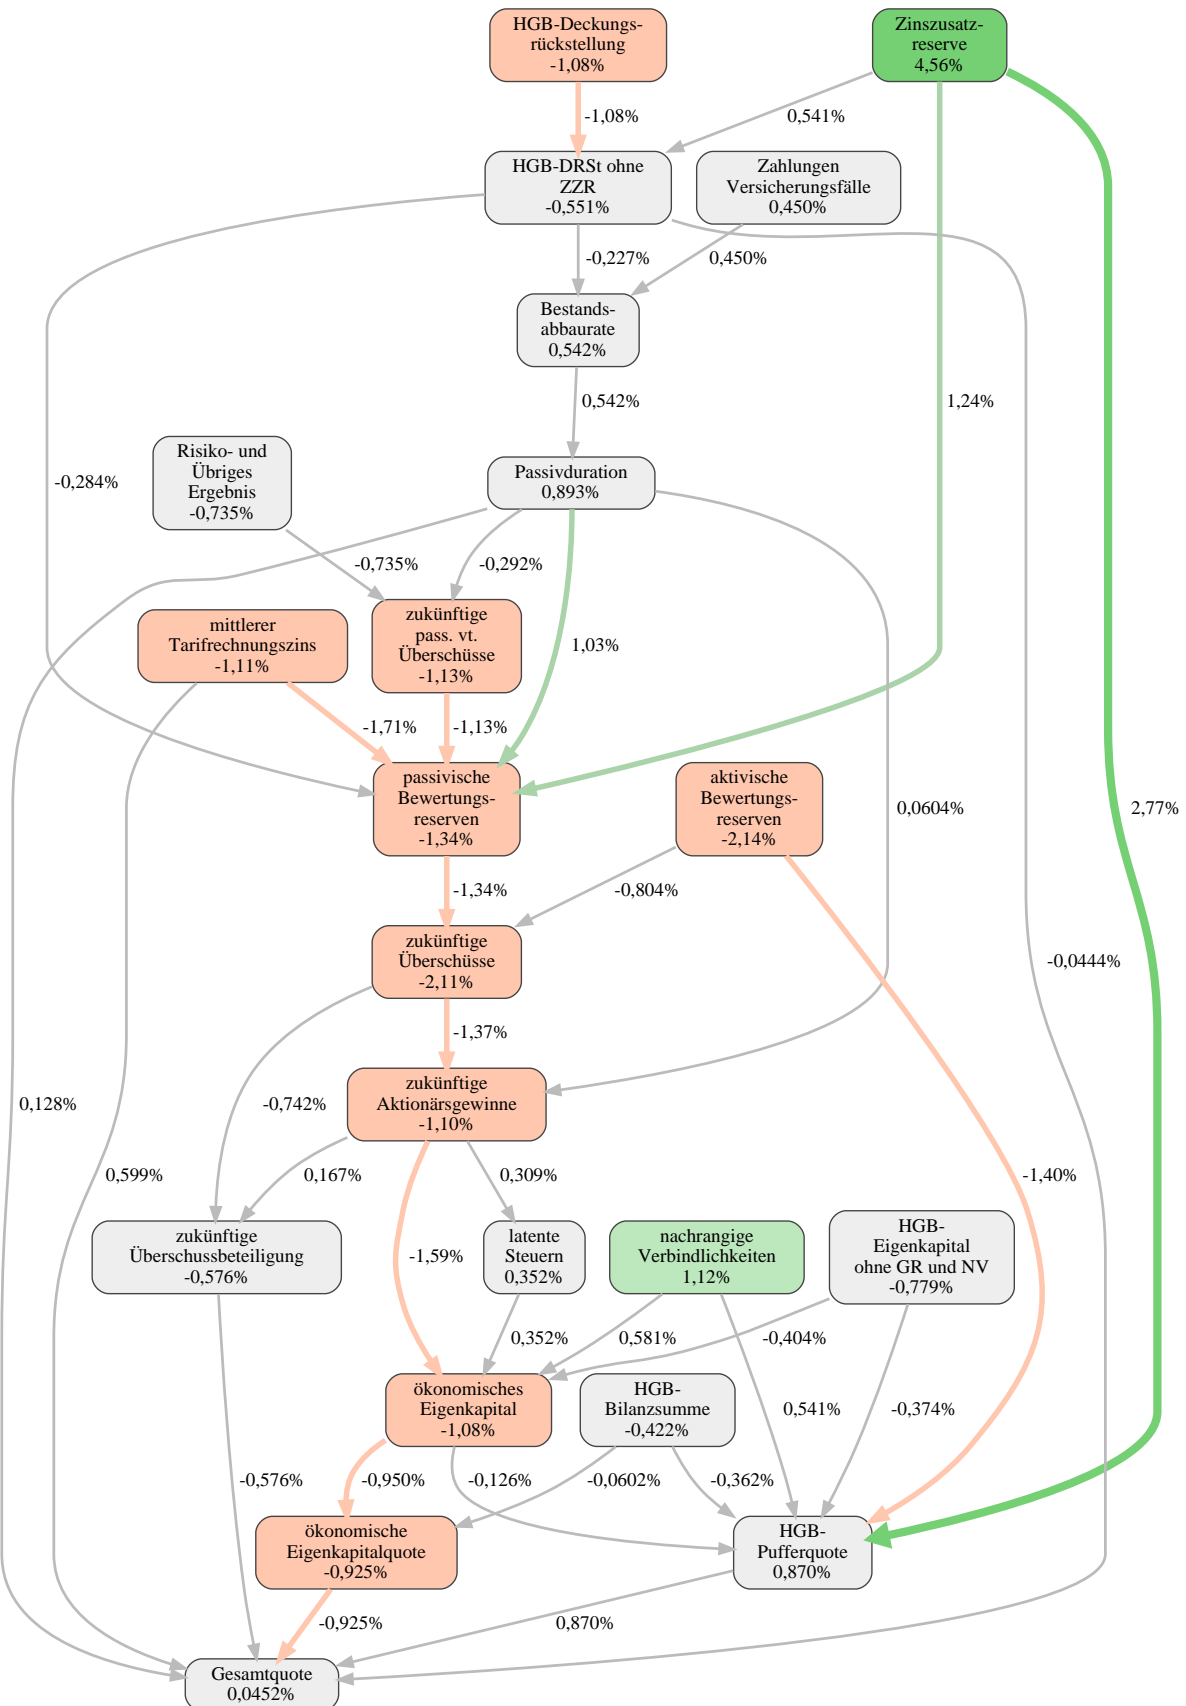 HGB-Deckungs-
rückstellung
-1,08%
Zinszusatz-
reserve
4,56%
-1,08%
0,541%
HGB-DRSt ohne
ZZR
-0,551%
Zahlungen
Versicherungsfälle
0,450%
-0,227%
0,450%
Bestands-
abbaurate
0,542%
0,542%
1,24%
-0,284%
Risiko- und
Übriges
Ergebnis
-0,735%
Passivduration
0,893%
-0,735%
-0,292%
1,03%
mittlerer
Tarifrechnungszins
-1,11%
zukünftige
pass. vt.
Überschüsse
-1,13%
-1,71%
-1,13%
passivische
Bewertungs-
reserven
-1,34%
aktivische
Bewertungs-
reserven
-2,14%
0,0604%
2,77%
-1,34%
-0,804%
zukünftige
Überschüsse
-2,11%
-0,0444%
-1,37%
zukünftige
Aktionärsgewinne
-1,10%
0,128%
-0,742%
0,599%
0,167%
0,309%
-1,40%
zukünftige
Überschussbeteiligung
-0,576%
latente
Steuern
0,352%
nachrangige
Verbindlichkeiten
1,12%
HGB-
Eigenkapital
ohne GR und NV
-0,779%
-1,59%
0,352%
0,581%
-0,404%
ökonomisches
Eigenkapital
-1,08%
HGB-
Bilanzsumme
-0,422%
0,541%
-0,374%
-0,576%
-0,950%
-0,126%
-0,0602%
-0,362%
ökonomische
Eigenkapitalquote
-0,925%
HGB-
Pufferquote
0,870%
-0,925%
0,870%
Gesamtquote
0,0452%